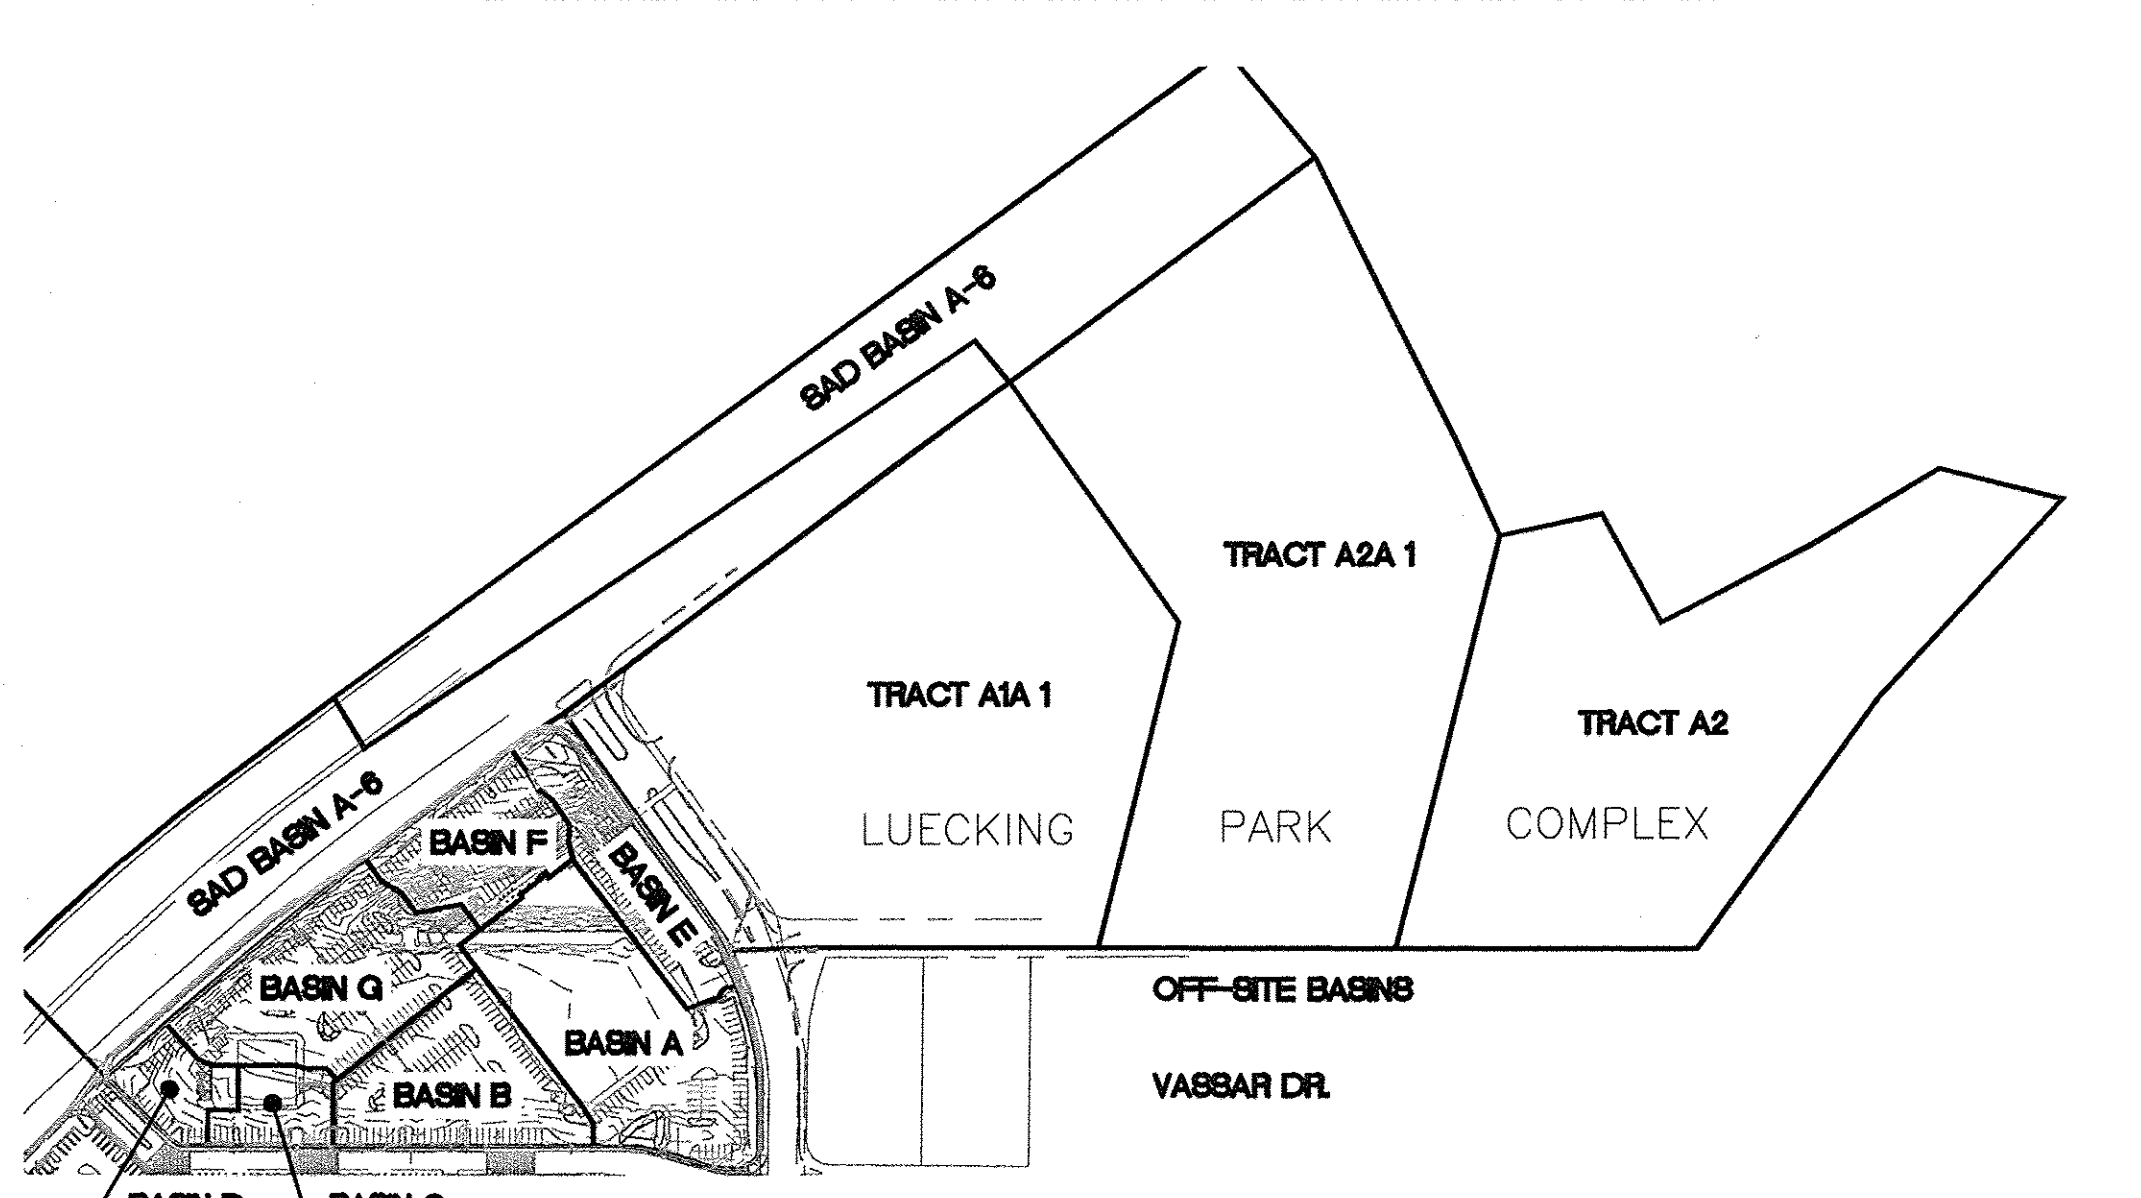 SAD BASIN A-6
TRACT A2A 1
TRACT A1A 1
TRACT A2
LUECKING PARK COMPLEX
SAD BASIN A-6
BASIN F
BASIN E
BASIN G
OFF-SITE BASINS
BASIN A
VASSAR DR.
BASIN B